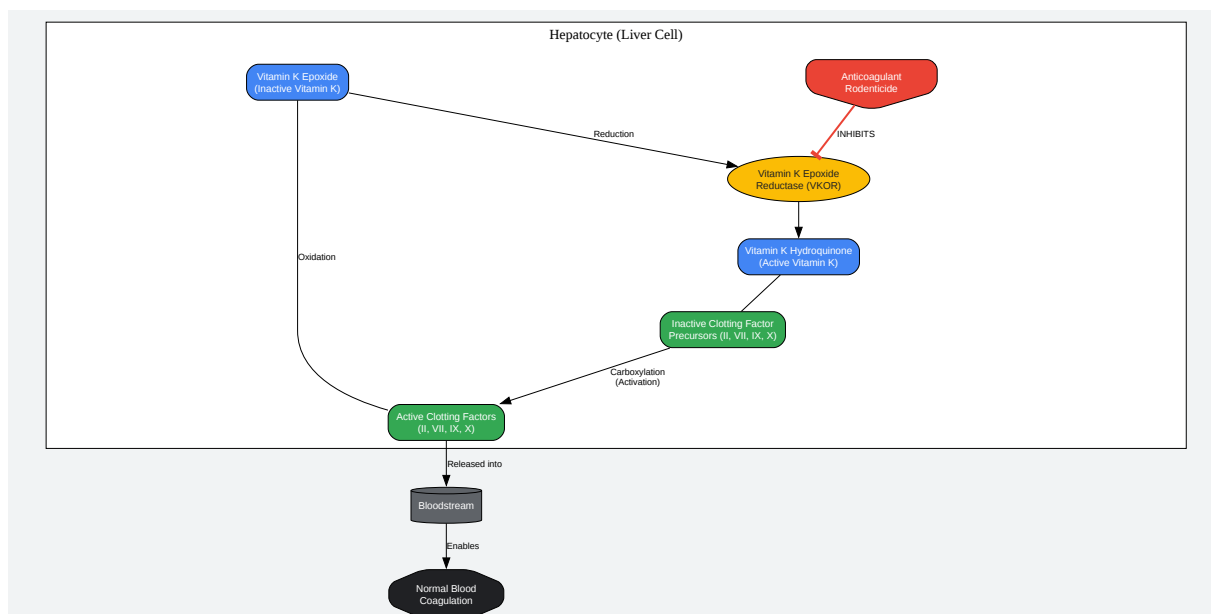 Hepatocyte (Liver Cell)
Vitamin K Epoxide
(Inactive Vitamin K)
Anticoagulant
Rodenticide
Reduction
INHIBITS
Vitamin K Epoxide
Reductase (VKOR)
Vitamin K Hydroquinone
(Active Vitamin K)
Oxidation
Inactive Clotting Factor
Precursors (II, VII, IX, X)
Carboxylation
(Activation)
Active Clotting Factors
(II, VII, IX, X)
Released into
Bloodstream
Enables
Normal Blood
Coagulation